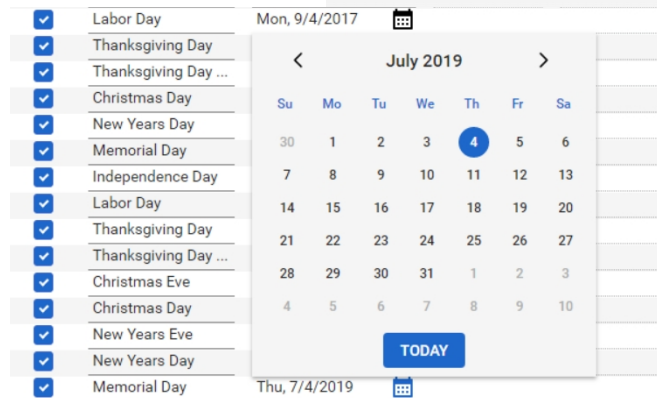 Labor Day Mon, 9/4/2017
Thanksgiving Day
Thanksgiving Day ...
Christmas Day
New Years Day
Memorial Day
Independence Day
Labor Day
Thanksgiving Day
Thanksgiving Day ...
Christmas Eve
Christmas Day
New Years Eve
New Years Day
Memorial Day Thu, 7/4/2019
July 2019
Su Mo Tu We Th Fr Sa
30 1 2 3 4 5 6
7 8 9 10 11 12 13
14 15 16 17 18 19 20
21 22 23 24 25 26 27
28 29 30 31 1 2 3
4 5 6 7 8 9 10
TODAY